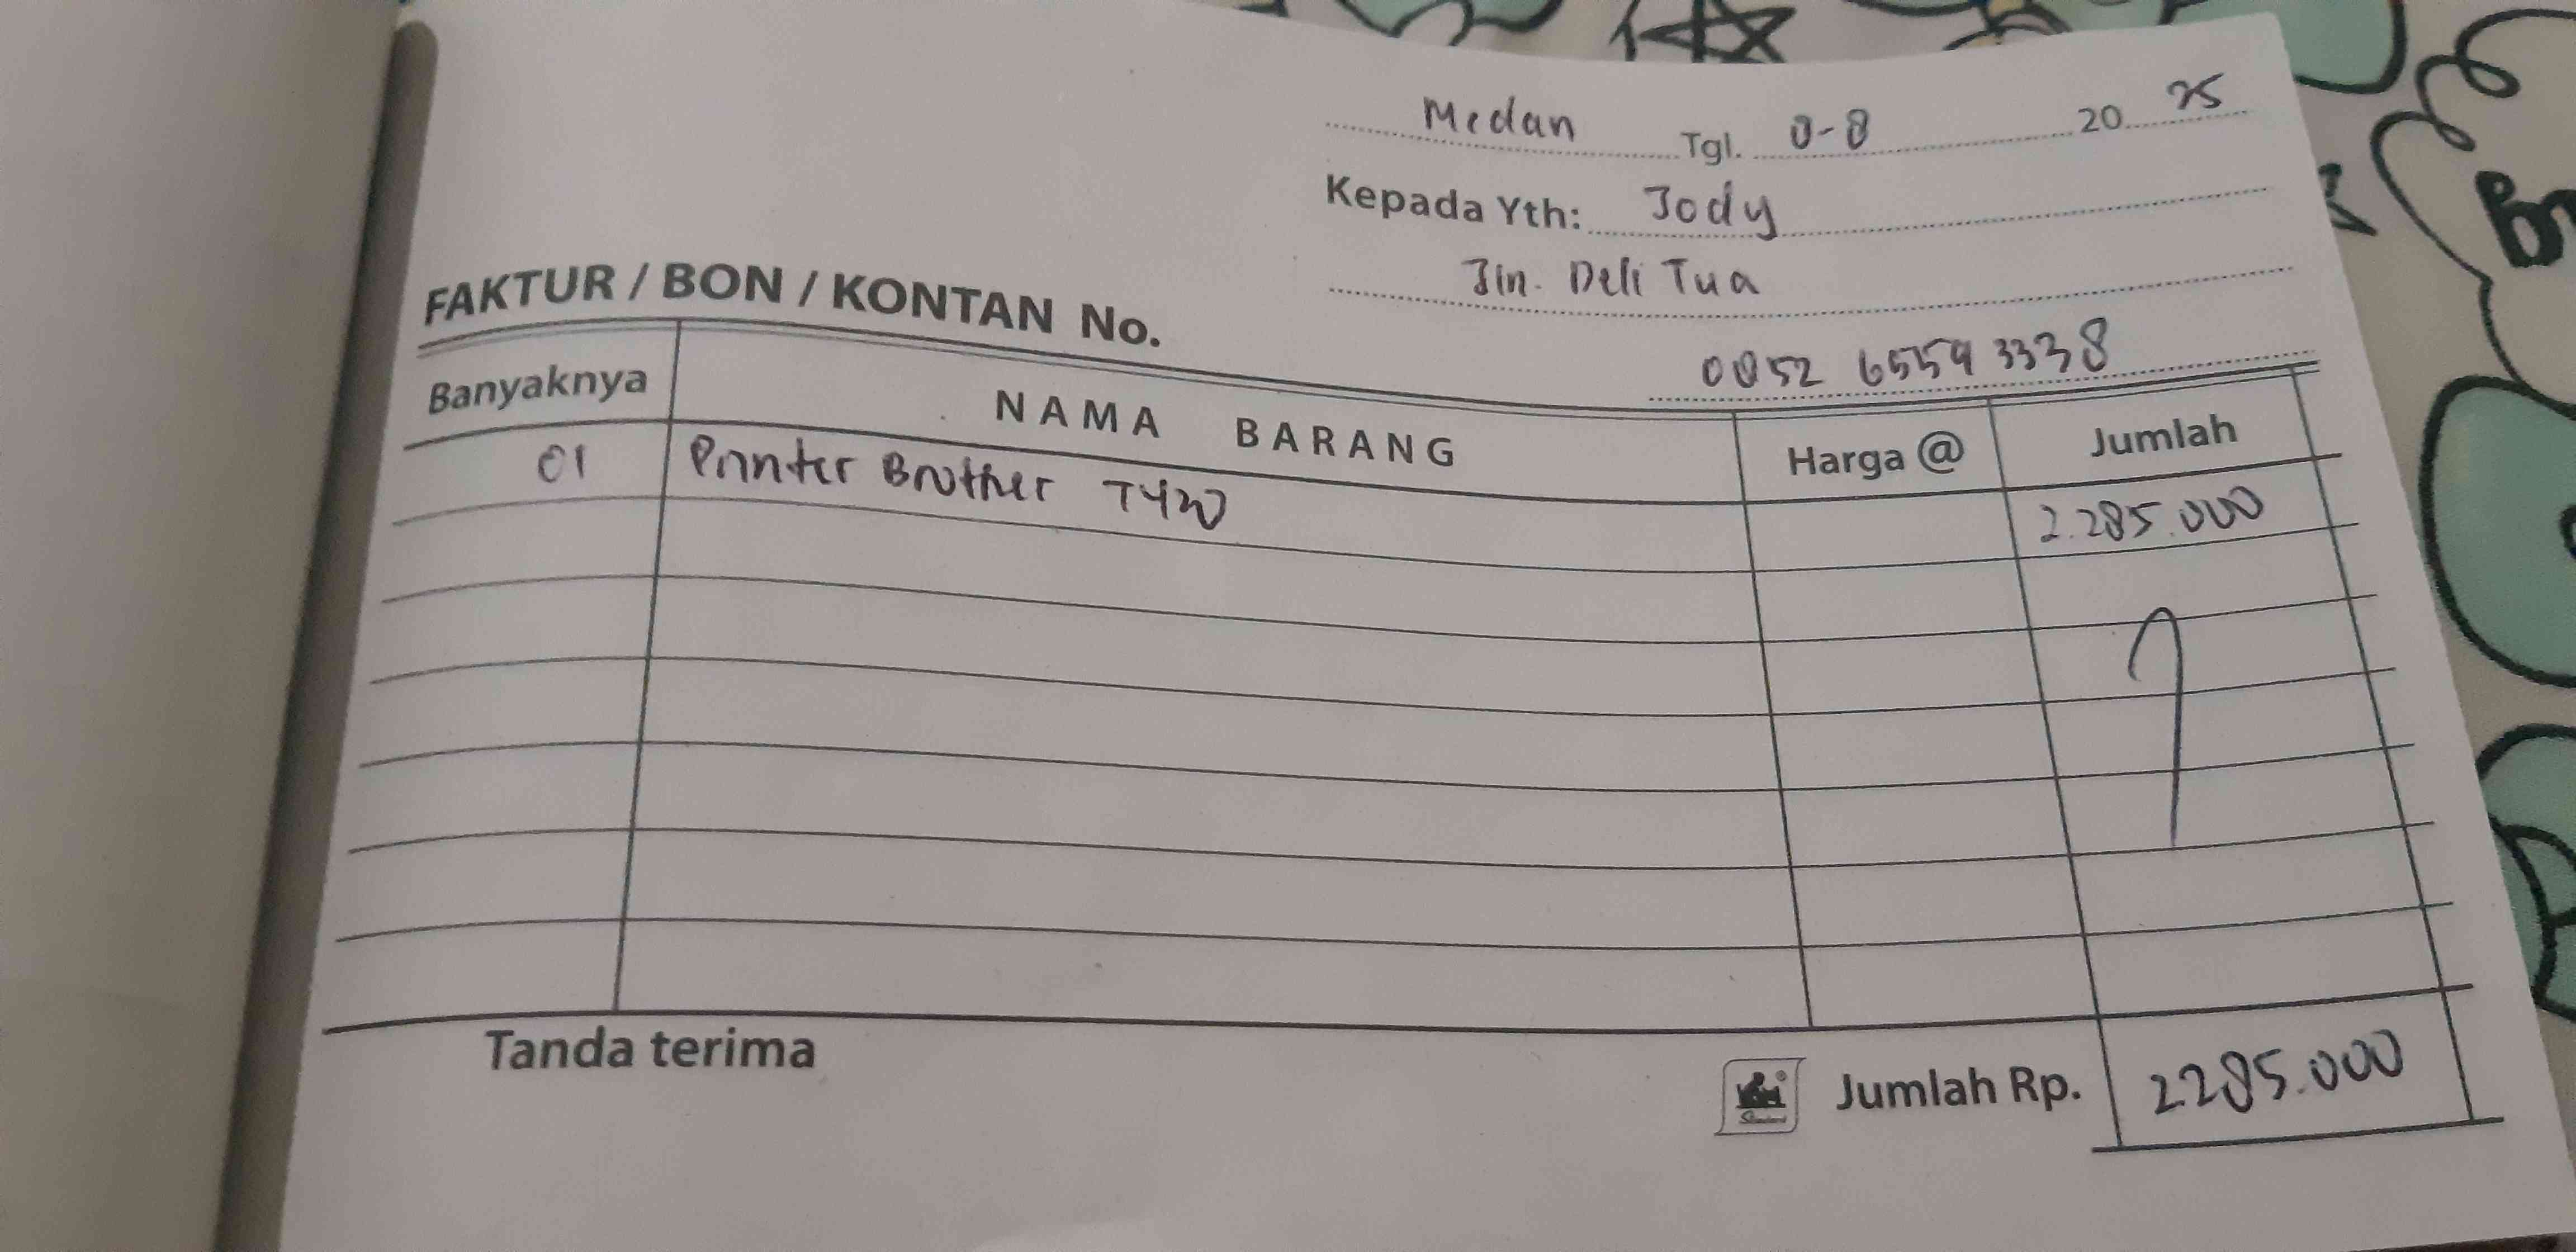 Medan Tgl. 8-8 20 25
Kepada Yth: Jody
Jln. Deli Tua
0852 6559 3338
FAKTUR / BON / KONTAN No.
Banyaknya NAMA BARANG Harga @ Jumlah
01 Printer Brother T420 2.285.000
Tanda terima Jumlah Rp. 2285.000